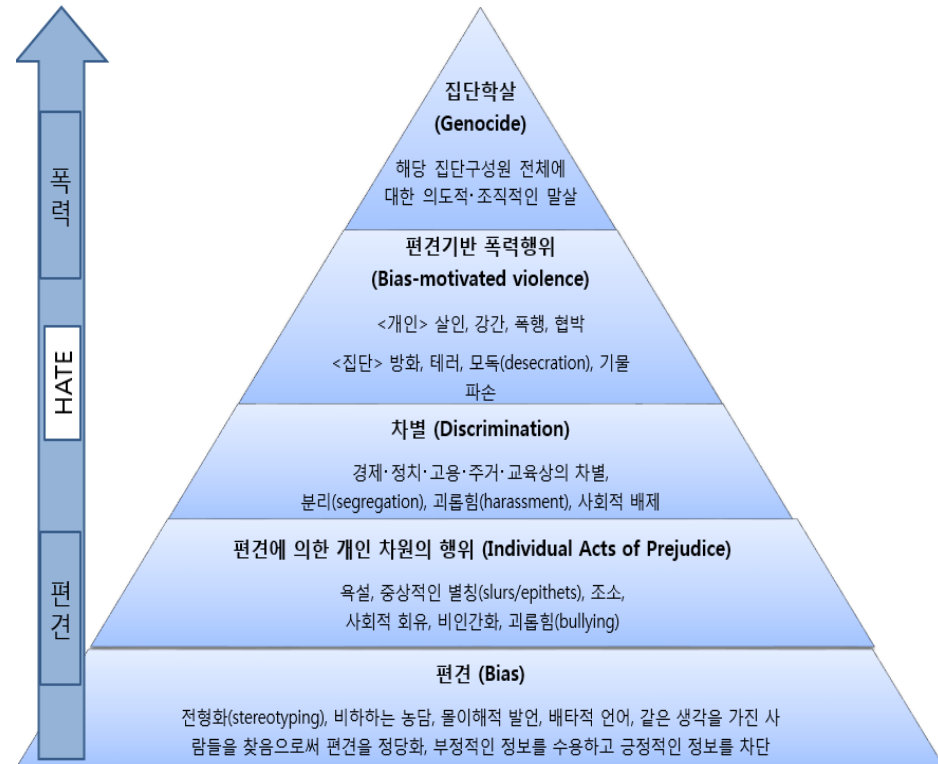 집단학살
(Genocide)
해당 집단구성원 전체에
대한 의도적·조직적인 말살
편견기반 폭력행위
(Bias-motivated violence)
<개인> 살인, 강간, 폭행, 협박
<집단> 방화, 테러, 모독(desecration), 기물
파손
차별 (Discrimination)
경제·정치·고용·주거·교육상의 차별,
분리(segregation), 괴롭힘(harassment), 사회적 배제
편견에 의한 개인 차원의 행위 (Individual Acts of Prejudice)
욕설, 중상적인 별칭(slurs/epithets), 조소,
사회적 회유, 비인간화, 괴롭힘(bullying)
편견 (Bias)
전형화(stereotyping), 비하하는 농담, 몰이해적 발언, 배타적 언어, 같은 생각을 가진 사
람들을 찾음으로써 편견을 정당화, 부정적인 정보를 수용하고 긍정적인 정보를 차단
폭력
HATE
편견